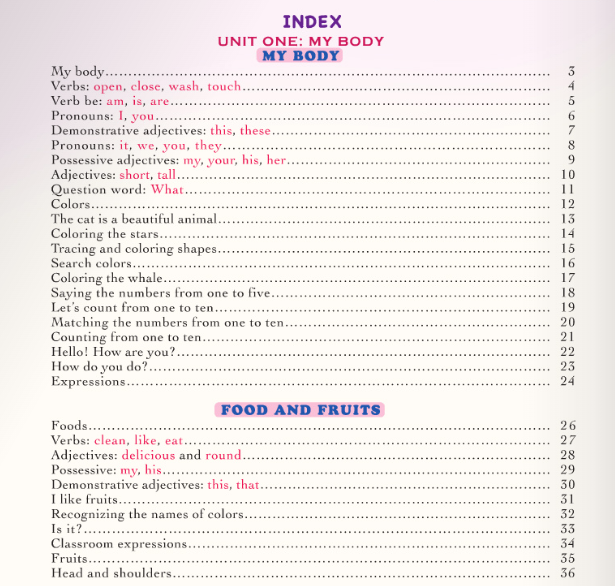 INDEX
UNIT ONE: MY BODY
MY BODY
My body........................................................................ 3
Verbs: open, close, wash, touch........................................................................ 4
Verb be: am, is, are........................................................................ 5
Pronouns: I, you........................................................................ 6
Demonstrative adjectives: this, these........................................................................ 7
Pronouns: it, we, you, they........................................................................ 8
Possessive adjectives: my, your, his, her........................................................................ 9
Adjectives: short, tall........................................................................ 10
Question word: What........................................................................ 11
Colors........................................................................ 12
The cat is a beautiful animal........................................................................ 13
Coloring the stars........................................................................ 14
Tracing and coloring shapes........................................................................ 15
Search colors........................................................................ 16
Coloring the whale........................................................................ 17
Saying the numbers from one to five........................................................................ 18
Let's count from one to ten........................................................................ 19
Matching the numbers from one to ten........................................................................ 20
Counting from one to ten........................................................................ 21
Hello! How are you?........................................................................ 22
How do you do?........................................................................ 23
Expressions........................................................................ 24
FOOD AND FRUITS
Foods........................................................................ 26
Verbs: clean, like, eat........................................................................ 27
Adjectives: delicious and round........................................................................ 28
Possessive: my, his........................................................................ 29
Demonstrative adjectives: this, that........................................................................ 30
I like fruits........................................................................ 31
Recognizing the names of colors........................................................................ 32
Is it?........................................................................ 33
Classroom expressions........................................................................ 34
Fruits........................................................................ 35
Head and shoulders........................................................................ 36